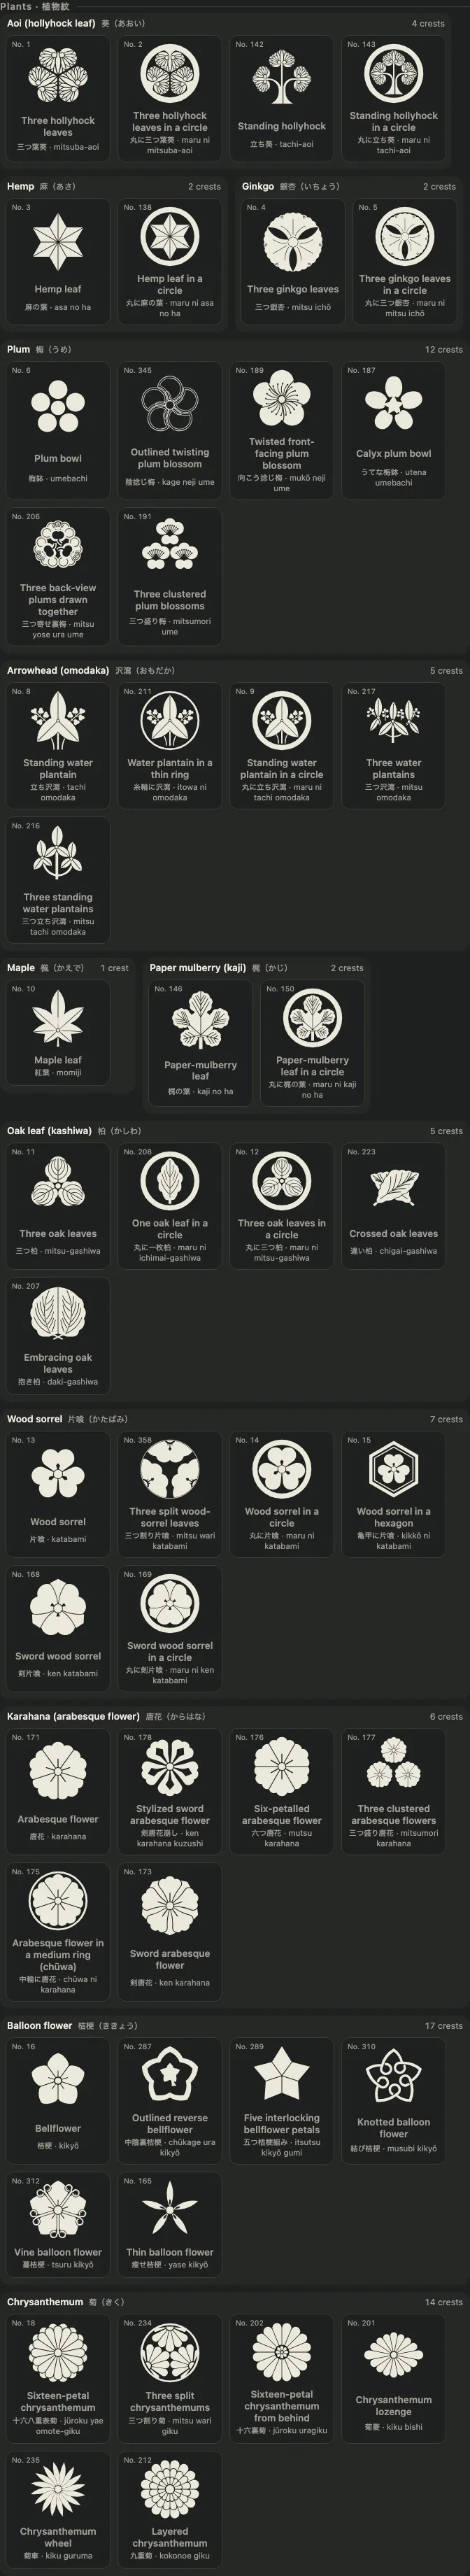 Plants · 植物紋
Aoi (hollyhock leaf) 葵（あおい） 4 crests
No. 1
Three hollyhock
leaves
三つ葉葵 · mitsuba-aoi
No. 2
Three hollyhock
leaves in a circle
丸に三つ葉葵 · maru ni
mitsuba-aoi
No. 142
Standing hollyhock
立ち葵 · tachi-aoi
No. 143
Standing hollyhock
in a circle
丸に立ち葵 · maru ni
tachi-aoi
Hemp 麻（あさ） 2 crests
No. 3
Hemp leaf
麻の葉 · asa no ha
No. 138
Hemp leaf in a
circle
丸に麻の葉 · maru ni asa
no ha
Ginkgo 銀杏（いちょう） 2 crests
No. 4
Three ginkgo leaves
三つ銀杏 · mitsu ichō
No. 5
Three ginkgo leaves
in a circle
丸に三つ銀杏 · maru ni
mitsu ichō
Plum 梅（うめ） 12 crests
No. 6
Plum bowl
梅鉢 · umebachi
No. 345
Outlined twisting
plum blossom
陰捻じ梅 · kage neji ume
No. 189
Twisted front-
facing plum
blossom
向こう捻じ梅 · mukō neji
ume
No. 187
Calyx plum bowl
うてな梅鉢 · utena
umebachi
No. 206
Three back-view
plums drawn
together
三つ寄せ裏梅 · mitsu
yose ura ume
No. 191
Three clustered
plum blossoms
三つ盛り梅 · mitsumori
ume
Arrowhead (omodaka) 沢瀉（おもだか） 5 crests
No. 8
Standing water
plantain
立ち沢瀉 · tachi
omodaka
No. 211
Water plantain in a
thin ring
糸輪に沢瀉 · itowa ni
omodaka
No. 9
Standing water
plantain in a circle
丸に立ち沢瀉 · maru ni
tachi omodaka
No. 217
Three water
plantains
三つ沢瀉 · mitsu
omodaka
No. 216
Three standing
water plantains
三つ立ち沢瀉 · mitsu
tachi omodaka
Maple 楓（かえで） 1 crest
No. 10
Maple leaf
紅葉 · momiji
Paper mulberry (kaji) 梶（かじ） 2 crests
No. 146
Paper-mulberry
leaf
梶の葉 · kaji no ha
No. 150
Paper-mulberry
leaf in a circle
丸に梶の葉 · maru ni kaji
no ha
Oak leaf (kashiwa) 柏（かしわ） 5 crests
No. 11
Three oak leaves
三つ柏 · mitsu-gashiwa
No. 208
One oak leaf in a
circle
丸に一枚柏 · maru ni
ichimai-gashiwa
No. 12
Three oak leaves in
a circle
丸に三つ柏 · maru ni
mitsu-gashiwa
No. 223
Crossed oak leaves
違い柏 · chigai-gashiwa
No. 207
Embracing oak
leaves
抱き柏 · daki-gashiwa
Wood sorrel 片喰（かたばみ） 7 crests
No. 13
Wood sorrel
片喰 · katabami
No. 358
Three split wood-
sorrel leaves
三つ割り片喰 · mitsu wari
katabami
No. 14
Wood sorrel in a
circle
丸に片喰 · maru ni
katabami
No. 15
Wood sorrel in a
hexagon
亀甲に片喰 · kikkō ni
katabami
No. 168
Sword wood sorrel
剣片喰 · ken katabami
No. 169
Sword wood sorrel
in a circle
丸に剣片喰 · maru ni ken
katabami
Karahana (arabesque flower) 唐花（からはな） 6 crests
No. 171
Arabesque flower
唐花 · karahana
No. 178
Stylized sword
arabesque flower
剣唐花崩し · ken
karahana kuzushi
No. 176
Six-petalled
arabesque flower
六つ唐花 · mutsu
karahana
No. 177
Three clustered
arabesque flowers
三つ盛り唐花 · mitsumori
karahana
No. 175
Arabesque flower in
a medium ring
(chūwa)
中輪に唐花 · chūwa ni
karahana
No. 173
Sword arabesque
flower
剣唐花 · ken karahana
Balloon flower 桔梗（ききょう） 17 crests
No. 16
Bellflower
桔梗 · kikyō
No. 287
Outlined reverse
bellflower
中陰裏桔梗 · chūkage ura
kikyō
No. 289
Five interlocking
bellflower petals
五つ桔梗組み · itsutsu
kikyō gumi
No. 310
Knotted balloon
flower
結び桔梗 · musubi kikyō
No. 312
Vine balloon flower
蔓桔梗 · tsuru kikyō
No. 165
Thin balloon flower
痩せ桔梗 · yase kikyō
Chrysanthemum 菊（きく） 14 crests
No. 18
Sixteen-petal
chrysanthemum
十六八重表菊 · jūroku yae
omote-giku
No. 234
Three split
chrysanthemums
三つ割り菊 · mitsu wari
giku
No. 202
Sixteen-petal
chrysanthemum
from behind
十六裏菊 · jūroku uragiku
No. 201
Chrysanthemum
lozenge
菊菱 · kiku bishi
No. 235
Chrysanthemum
wheel
菊車 · kiku guruma
No. 212
Layered
chrysanthemum
九重菊 · kokonoe giku